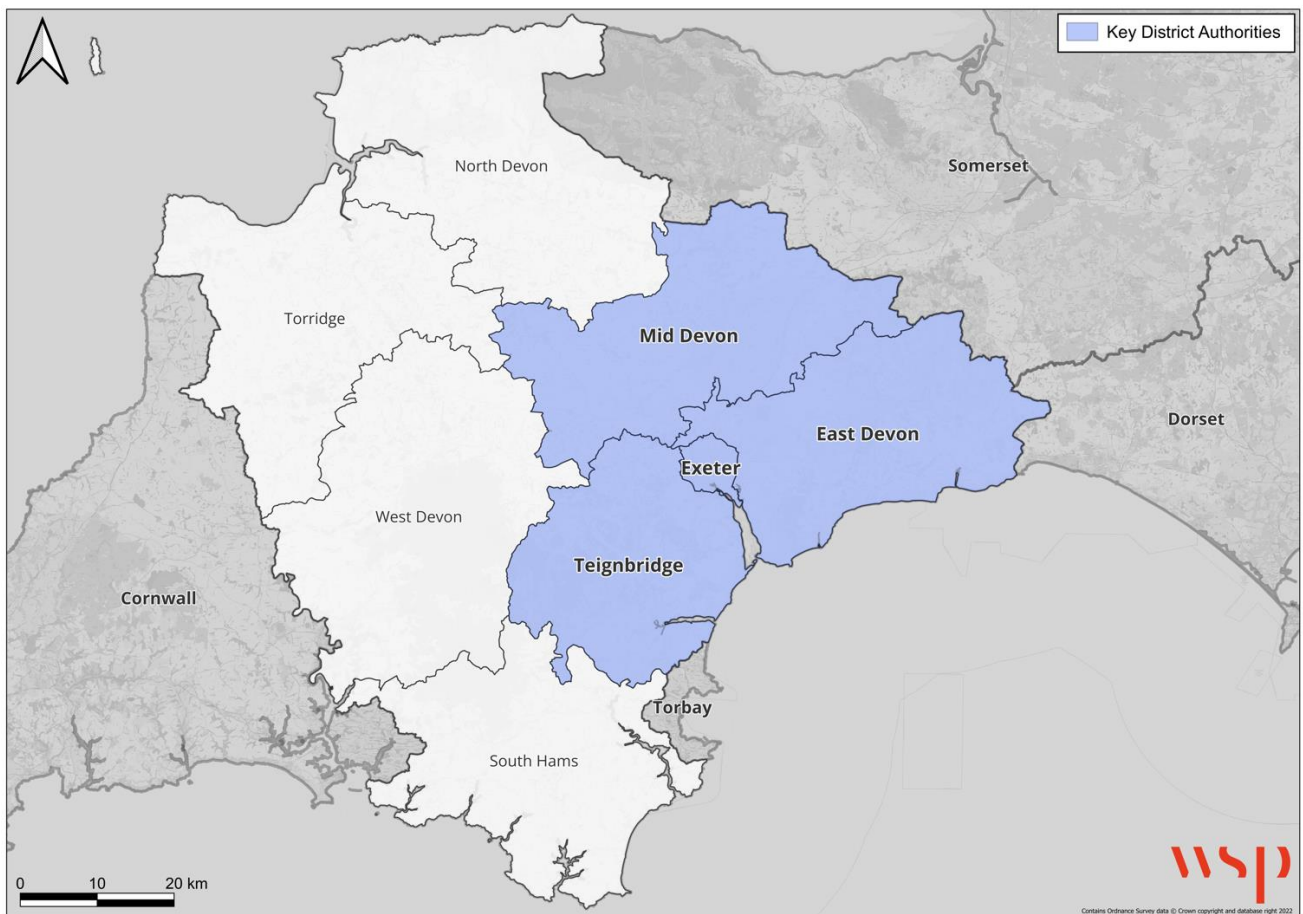 Key District Authorities
North Devon
Somerset
Torridge
Mid Devon
Dorset
East Devon
Exeter
West Devon
Teignbridge
Cornwall
Torbay
South Hams
0 10 20 km
wsp
Contains Ordnance Survey data © Crown copyright and database right 2022